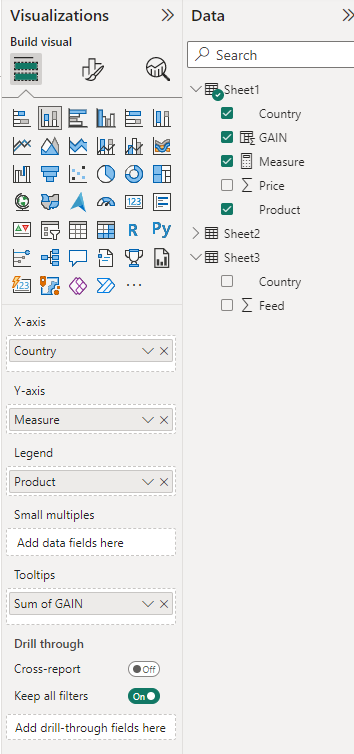 Visualizations
Build visual
123
R
Py
123
...
X-axis
Country
Y-axis
Measure
Legend
Product
Small multiples
Add data fields here
Tooltips
Sum of GAIN
Drill through
Cross-report
Off
Keep all filters
On
Add drill-through fields here
Data
Search
Sheet1
Country
GAIN
Measure
Price
Product
Sheet2
Sheet3
Country
Feed